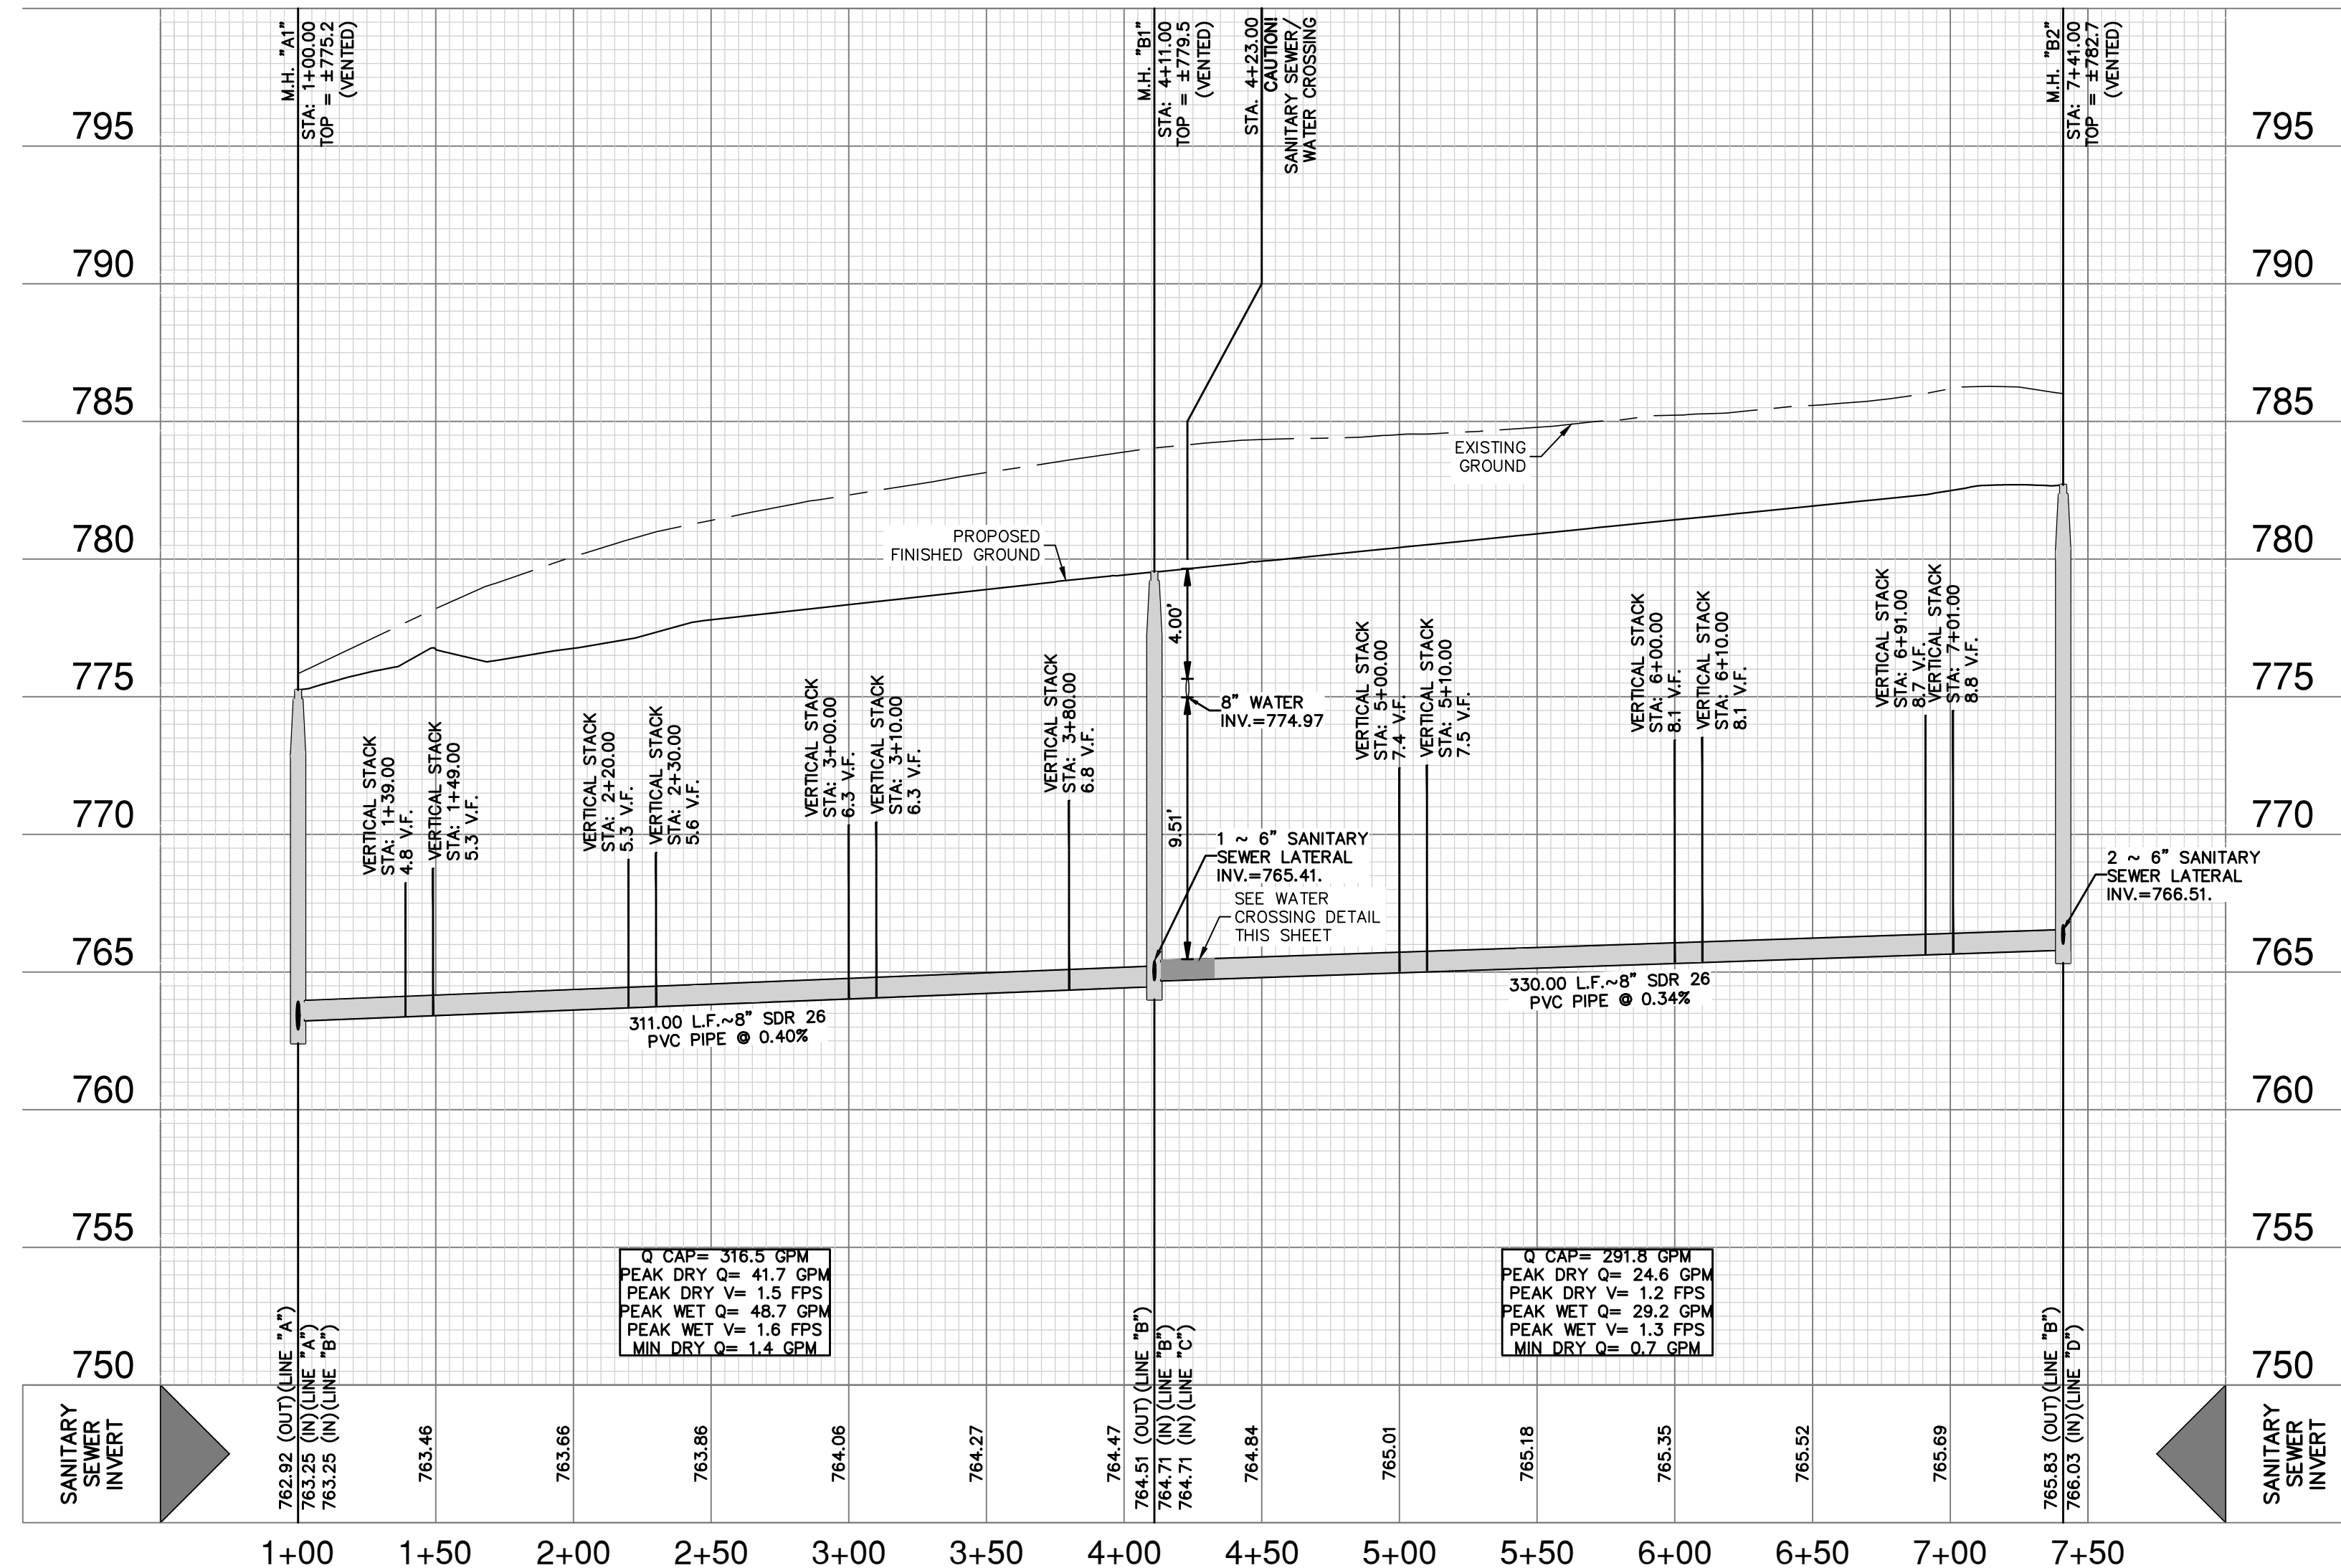 M.H. "A1"
STA: 1+00.00
TOP = ±775.2
(VENTED)
M.H. "B1"
STA: 4+11.00
TOP = ±779.5
(VENTED)
STA. 4+23.00
CAUTION!
SANITARY SEWER/
WATER CROSSING
M.H. "B2"
STA: 7+41.00
TOP = ±782.7
(VENTED)
795
795
790
790
785
785
780
780
775
775
770
770
765
765
760
760
755
755
750
750
EXISTING
GROUND
PROPOSED
FINISHED GROUND
4.00'
8" WATER
INV.=774.97
9.51'
VERTICAL STACK
STA: 1+39.00
4.8 V.F.
VERTICAL STACK
STA: 1+49.00
5.3 V.F.
VERTICAL STACK
STA: 2+20.00
5.3 V.F.
VERTICAL STACK
STA: 2+30.00
5.6 V.F.
VERTICAL STACK
STA: 3+00.00
6.3 V.F.
VERTICAL STACK
STA: 3+10.00
6.3 V.F.
VERTICAL STACK
STA: 3+80.00
6.8 V.F.
VERTICAL STACK
STA: 5+00.00
7.4 V.F.
VERTICAL STACK
STA: 5+10.00
7.5 V.F.
VERTICAL STACK
STA: 6+00.00
8.1 V.F.
VERTICAL STACK
STA: 6+10.00
8.1 V.F.
VERTICAL STACK
STA: 6+91.00
8.7 V.F.
VERTICAL STACK
STA: 7+01.00
8.8 V.F.
1 ~ 6" SANITARY
SEWER LATERAL
INV.=765.41.
SEE WATER
CROSSING DETAIL
THIS SHEET
2 ~ 6" SANITARY
SEWER LATERAL
INV.=766.51.
311.00 L.F.~8" SDR 26
PVC PIPE @ 0.40%
330.00 L.F.~8" SDR 26
PVC PIPE @ 0.34%
Q CAP= 316.5 GPM
PEAK DRY Q= 41.7 GPM
PEAK DRY V= 1.5 FPS
PEAK WET Q= 48.7 GPM
PEAK WET V= 1.6 FPS
MIN DRY Q= 1.4 GPM
Q CAP= 291.8 GPM
PEAK DRY Q= 24.6 GPM
PEAK DRY V= 1.2 FPS
PEAK WET Q= 29.2 GPM
PEAK WET V= 1.3 FPS
MIN DRY Q= 0.7 GPM
SANITARY
SEWER
INVERT
762.92 (OUT)(LINE "A")
763.25 (IN)(LINE "A")
763.25 (IN)(LINE "B")
763.46
763.66
763.86
764.06
764.27
764.47
764.51 (OUT)(LINE "B")
764.71 (IN)(LINE "B")
764.71 (IN)(LINE "C")
764.84
765.01
765.18
765.35
765.52
765.69
765.83 (OUT)(LINE "B")
766.03 (IN)(LINE "D")
SANITARY
SEWER
INVERT
1+00 1+50 2+00 2+50 3+00 3+50 4+00 4+50 5+00 5+50 6+00 6+50 7+00 7+50